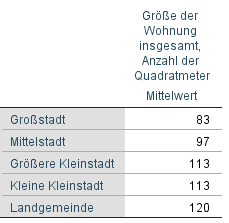 Größe der
Wohnung
insgesamt,
Anzahl der
Quadratmeter
Mittelwert
Großstadt 83
Mittelstadt 97
Größere Kleinstadt 113
Kleine Kleinstadt 113
Landgemeinde 120